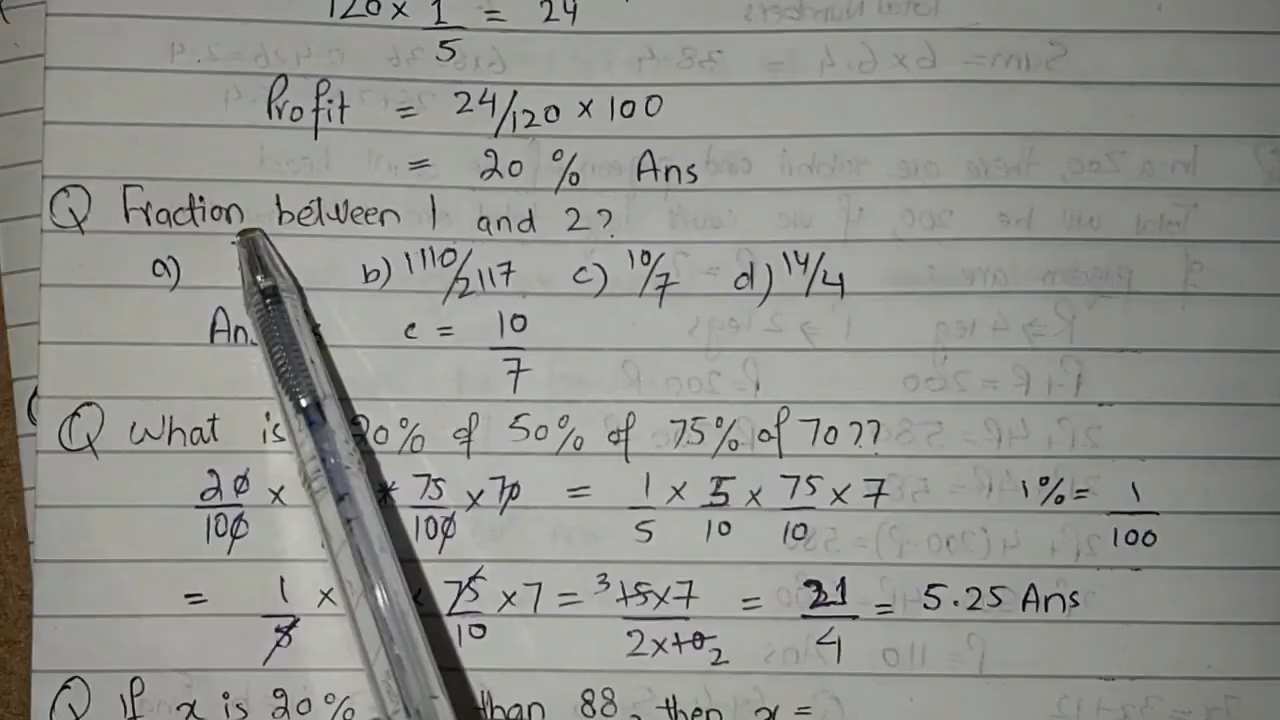 120 × 1/5 = 24
Profit = 24/120 × 100
= 20 % Ans
Q Fraction between 1 and 2?
a) b) 1110/2117 c) 10/7 d) 14/4
Ans c = 10/7
Q What is 20% of 50% of 75% of 70??
20/100 × * 75/100 × 70 = 1/5 × 5/10 × 75/10 × 7 1% = 1/100
= 1/5 × × 75/10 × 7 = 3 15×7/2×10 2 = 21/4 = 5.25 Ans
Q If x is 20% than 88, then x =